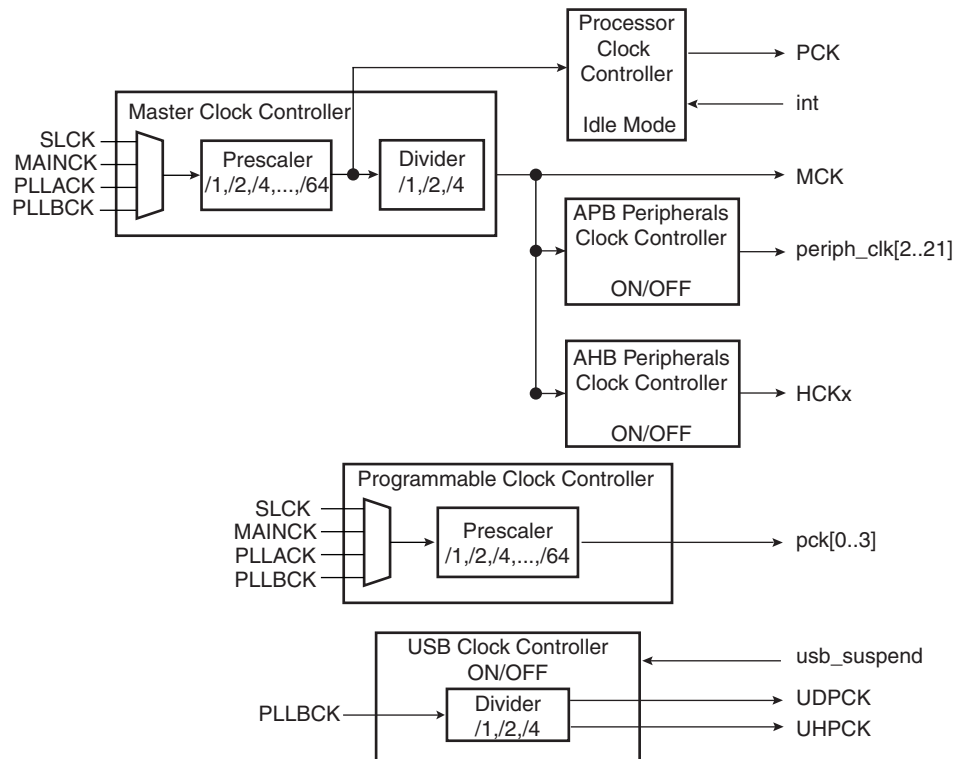 Processor
Clock
Controller
Idle Mode
PCK
int
Master Clock Controller
SLCK
MAINCK
PLLACK
PLLBCK
Prescaler
/1,/2,/4,...,/64
Divider
/1,/2,/4
MCK
APB Peripherals
Clock Controller
ON/OFF
periph_clk[2..21]
AHB Peripherals
Clock Controller
ON/OFF
HCKx
Programmable Clock Controller
SLCK
MAINCK
PLLACK
PLLBCK
Prescaler
/1,/2,/4,...,/64
pck[0..3]
USB Clock Controller
ON/OFF
usb_suspend
PLLBCK
Divider
/1,/2,/4
UDPCK
UHPCK